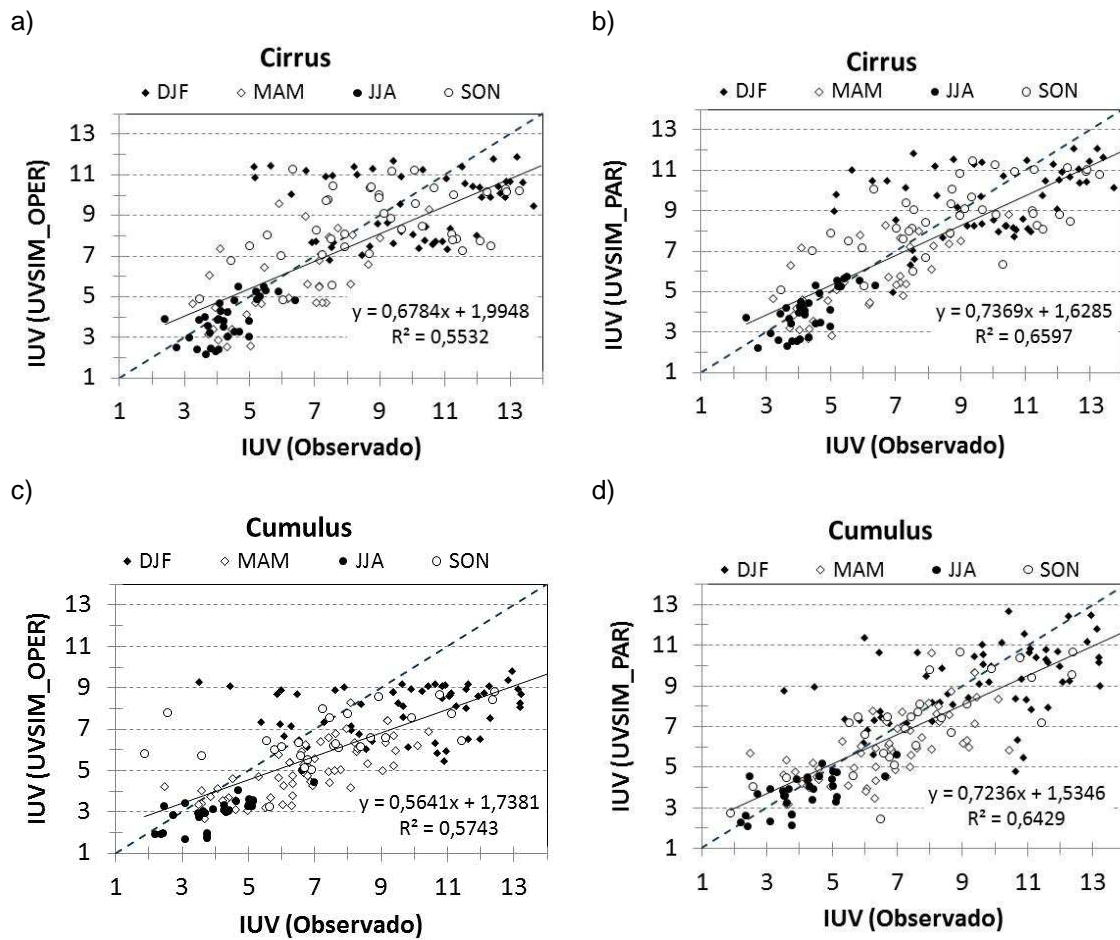 a)
Cirrus
DJF MAM JJA SON
IUV (UVSIM_OPER)
13
11
9
7
5
3
1
y = 0,6784x + 1,9948
R² = 0,5532
1 3 5 7 9 11 13
IUV (Observado)
b)
Cirrus
DJF MAM JJA SON
IUV (UVSIM_PAR)
13
11
9
7
5
3
1
y = 0,7369x + 1,6285
R² = 0,6597
1 3 5 7 9 11 13
IUV (Observado)
c)
Cumulus
DJF MAM JJA SON
IUV (UVSIM_OPER)
13
11
9
7
5
3
1
y = 0,5641x + 1,7381
R² = 0,5743
1 3 5 7 9 11 13
IUV (Observado)
d)
Cumulus
DJF MAM JJA SON
IUV (UVSIM_PAR)
13
11
9
7
5
3
1
y = 0,7236x + 1,5346
R² = 0,6429
1 3 5 7 9 11 13
IUV (Observado)